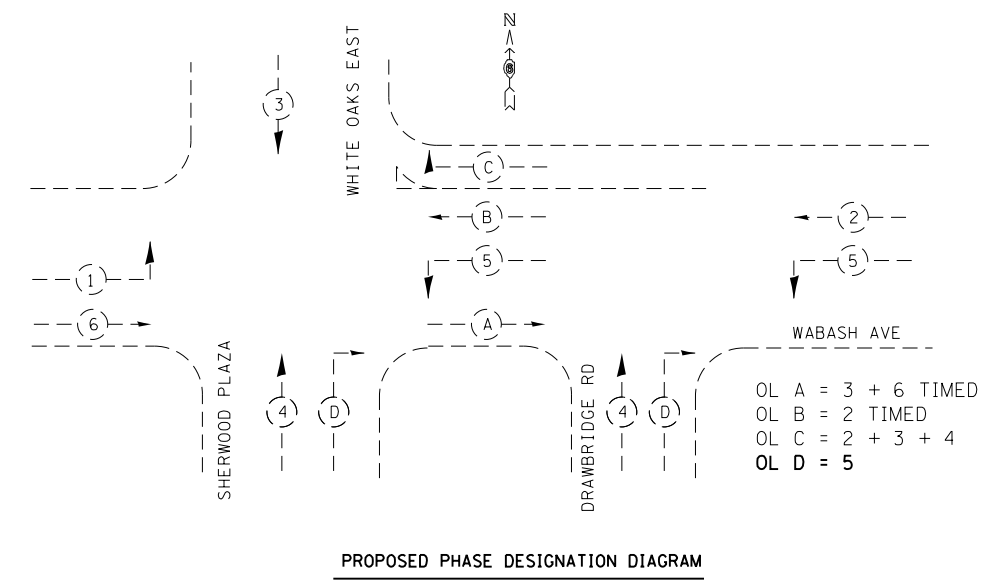 N
WHITE OAKS EAST
3
C
B
2
5
5
1
6
A
WABASH AVE
SHERWOOD PLAZA
4
D
DRAWBRIDGE RD
4
D
OL A = 3 + 6 TIMED
OL B = 2 TIMED
OL C = 2 + 3 + 4
OL D = 5
PROPOSED PHASE DESIGNATION DIAGRAM